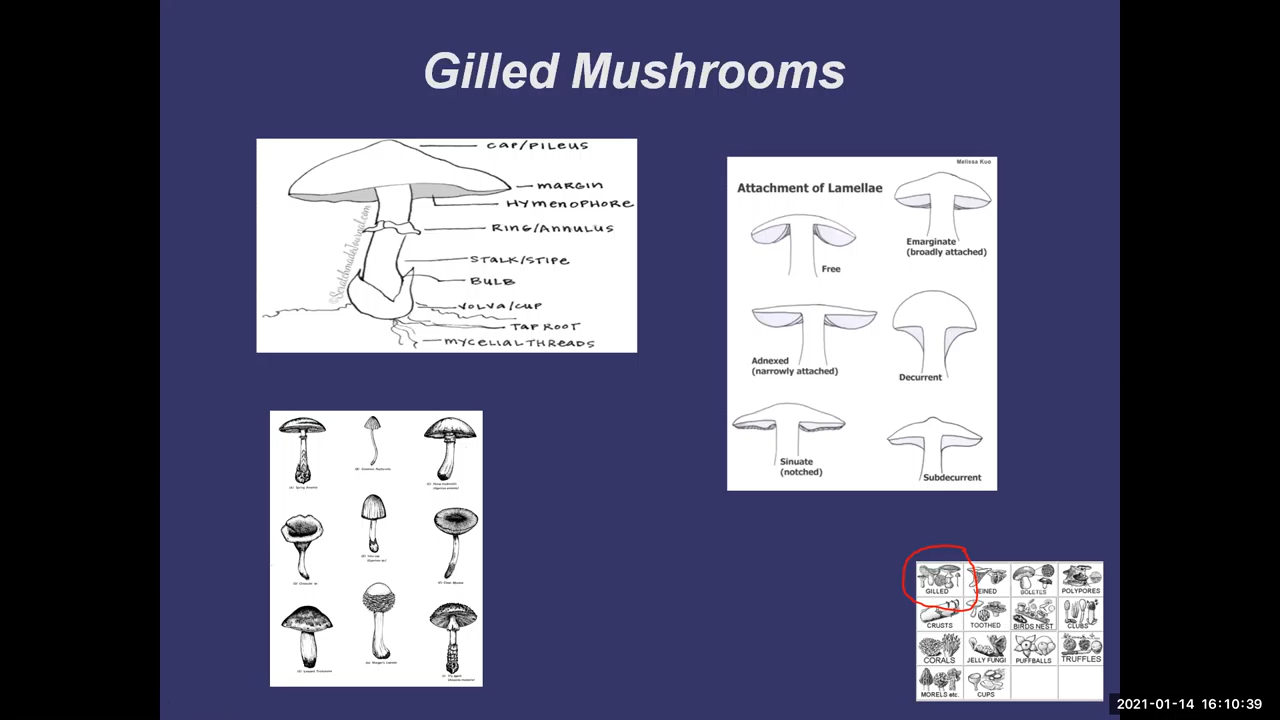 Gilled Mushrooms
CAP/PILEUS
MARGIN
HYMENOPHORE
RING/ANNULUS
STALK/STIPE
BULB
VOLVA/CUP
TAP ROOT
MYCELIAL THREADS
©ScratchmadeJournal.com
Melissa Kuo
Attachment of Lamellae
Emarginate
(broadly attached)
Free
Adnexed
(narrowly attached)
Decurrent
Sinuate
(notched)
Subdecurrent
GILLED
VEINED
BOLETES
POLYPORES
CRUSTS
TOOTHED
BIRDS NEST
CLUBS
CORALS
JELLY FUNGI
PUFFBALLS
TRUFFLES
MORELS etc.
CUPS
2021-01-14 16:10:39